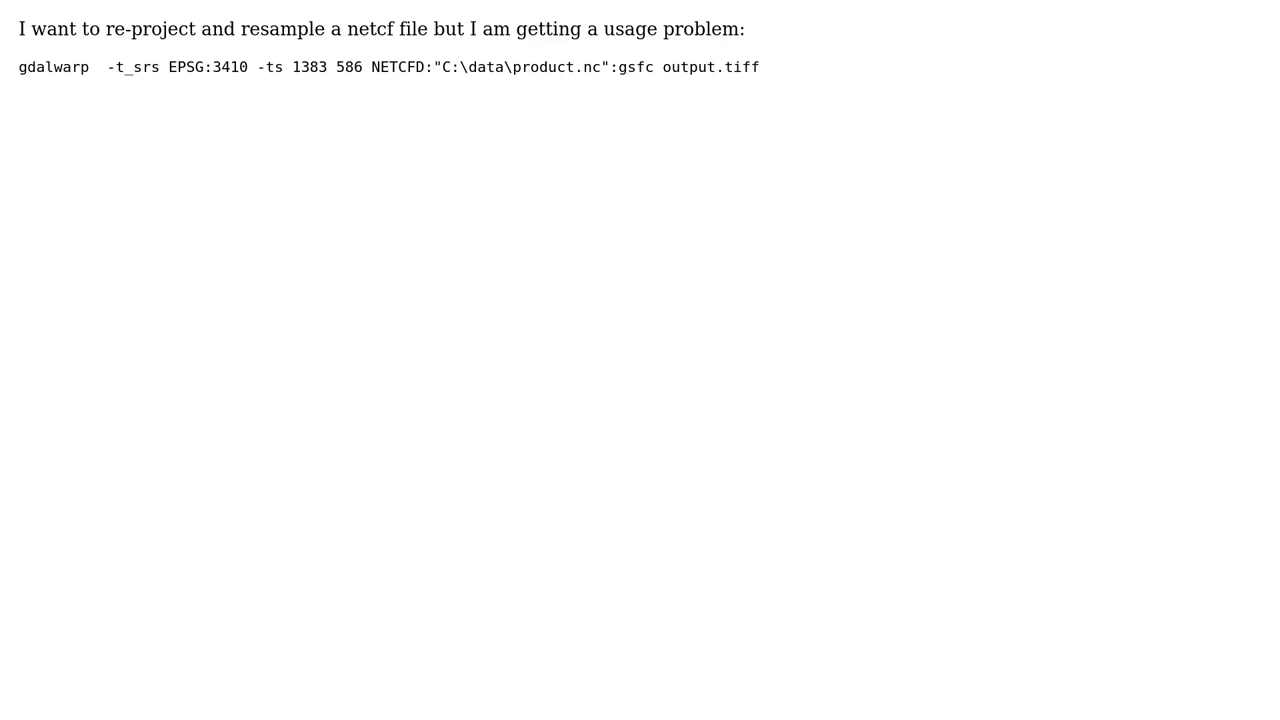 I want to re-project and resample a netcf file but I am getting a usage problem:
gdalwarp  -t_srs EPSG:3410 -ts 1383 586 NETCFD:"C:\data\product.nc":gsfc output.tiff